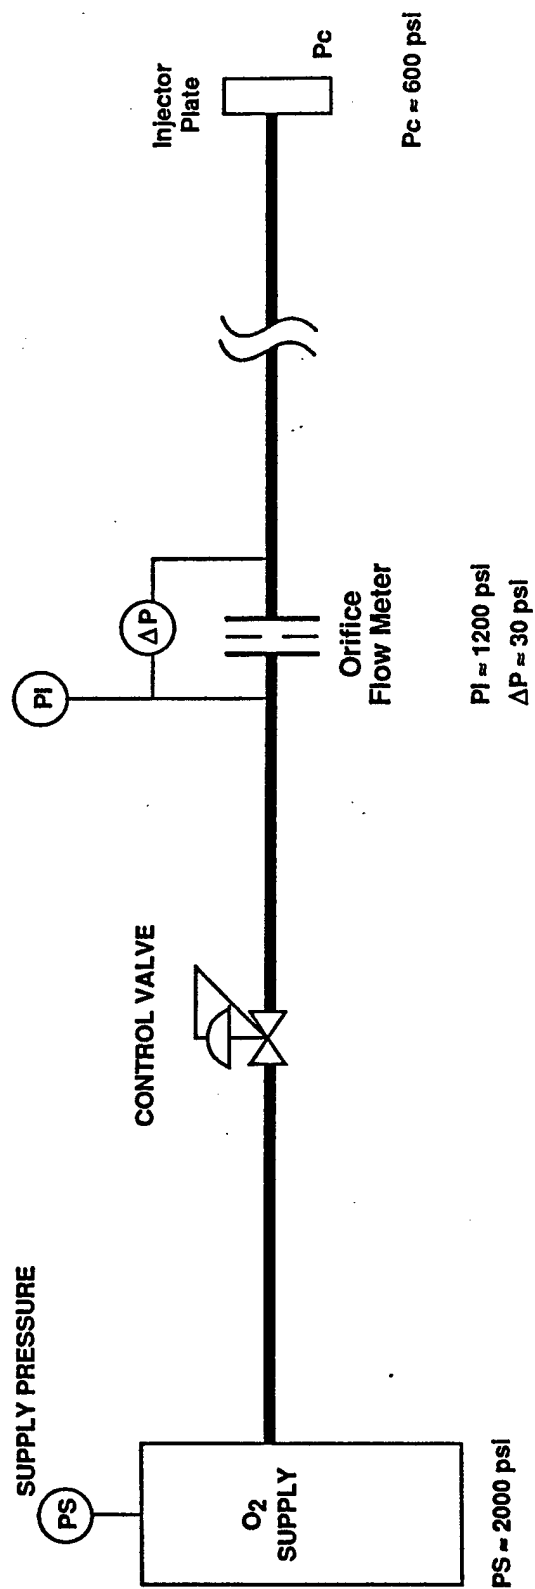 SUPPLY PRESSURE
PS
O2
SUPPLY
PS ≈ 2000 psi
CONTROL VALVE
PI
ΔP
Orifice
Flow Meter
PI ≈ 1200 psi
ΔP ≈ 30 psi
Injector
Plate
Pc
Pc ≈ 600 psi